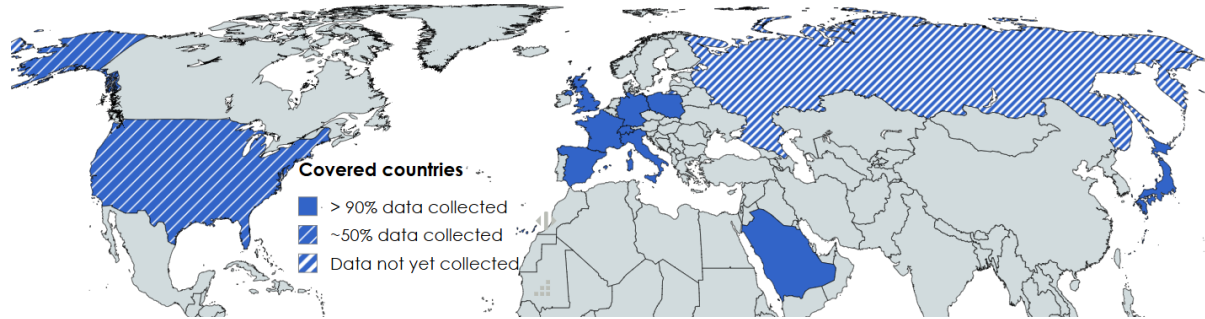 Covered countries
> 90% data collected
~50% data collected
Data not yet collected